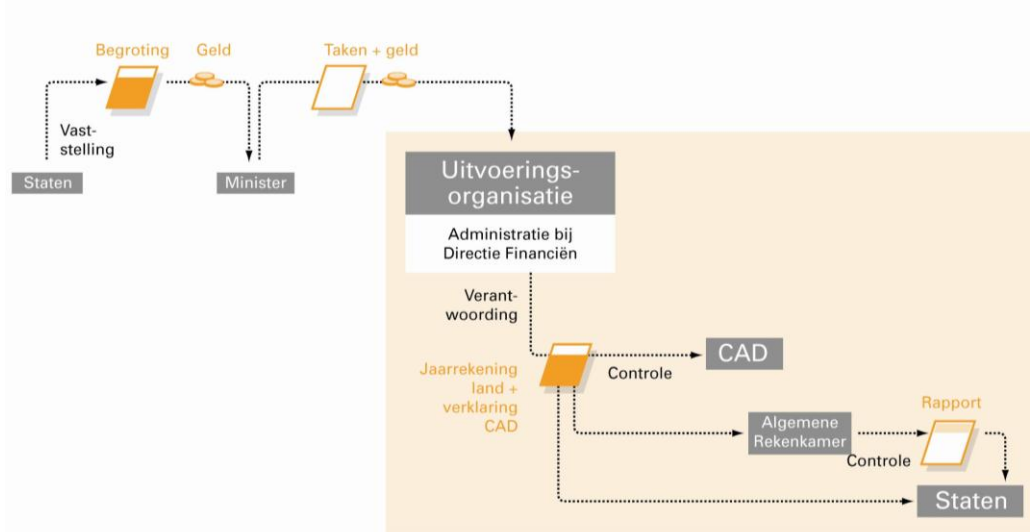 Begroting
Geld
Taken + geld
Vast-
stelling
Staten
Minister
Uitvoerings-
organisatie
Administratie bij
Directie Financiën
Verant-
woording
Jaarrekening
land +
verklaring
CAD
Controle
CAD
Algemene
Rekenkamer
Controle
Rapport
Staten